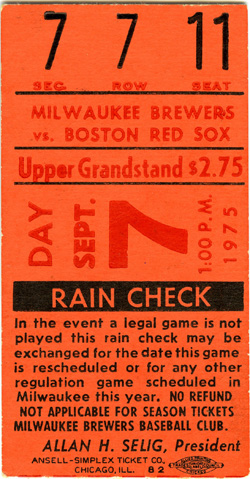 7 7 11
SEC. ROW SEAT
MILWAUKEE BREWERS
vs. BOSTON RED SOX
Upper Grandstand $2.75
DAY
SEPT.
7
1:00 P.M.
1975
RAIN CHECK
In the event a legal game is not
played this rain check may be
exchanged for the date this game
is rescheduled or for any other
regulation game scheduled in
Milwaukee this year. NO REFUND
NOT APPLICABLE FOR SEASON TICKETS
MILWAUKEE BREWERS BASEBALL CLUB.
ALLAN H. SELIG, President
ANSELL-SIMPLEX TICKET CO.
CHICAGO, ILL. 82